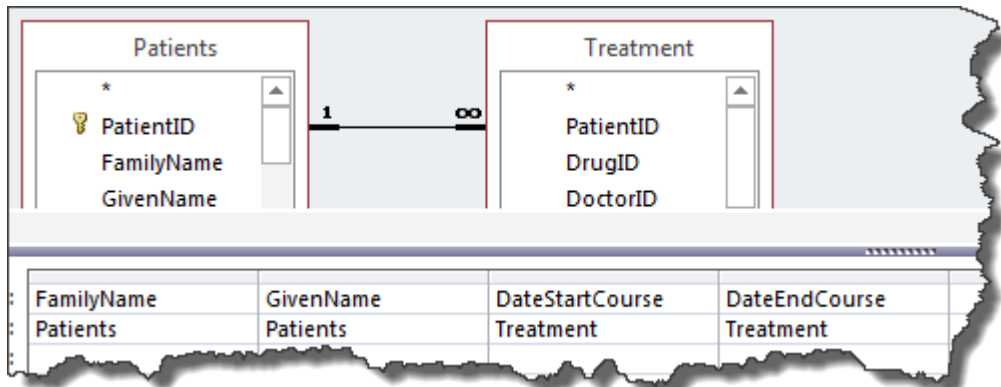 Patients
*
PatientID
FamilyName
GivenName
1 ∞
Treatment
*
PatientID
DrugID
DoctorID
: FamilyName GivenName DateStartCourse DateEndCourse
: Patients Patients Treatment Treatment
: